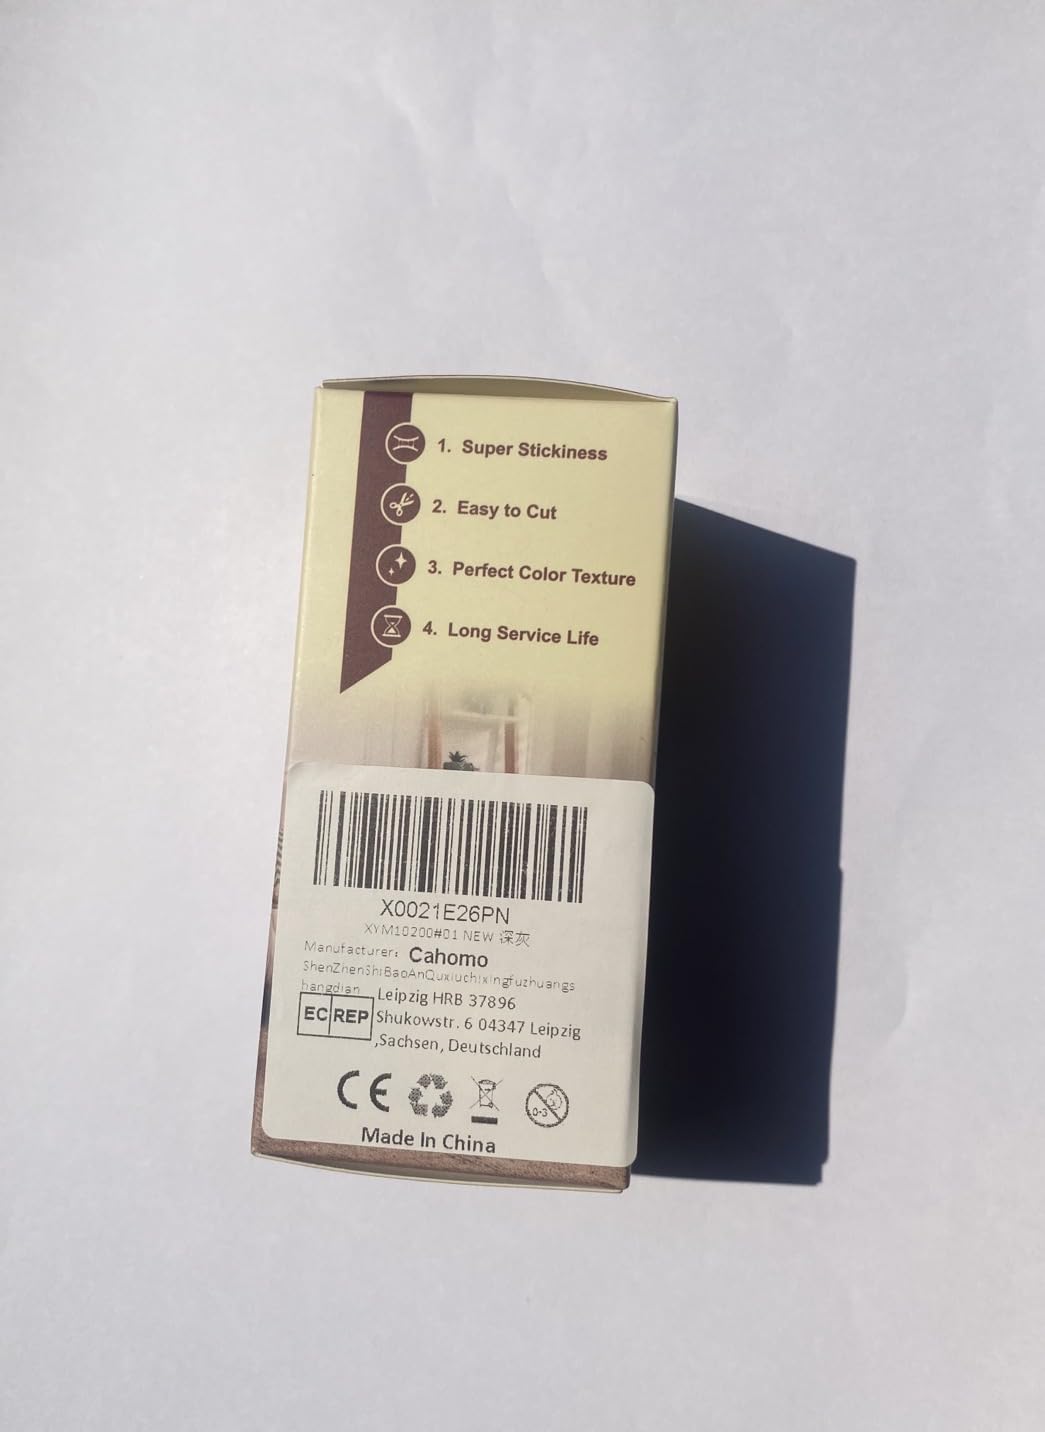 1. Super Stickiness
2. Easy to Cut
3. Perfect Color Texture
4. Long Service Life
X0021E26PN
XYM10200#01 NEW 深灰
Manufacturer: Cahomo
ShenZhenShiBaoAnQuxiuchixingfuzhuangs
hangdian
EC REP
Leipzig HRB 37896
Shukowstr. 6 04347 Leipzig
,Sachsen, Deutschland
CE
0-3
Made In China